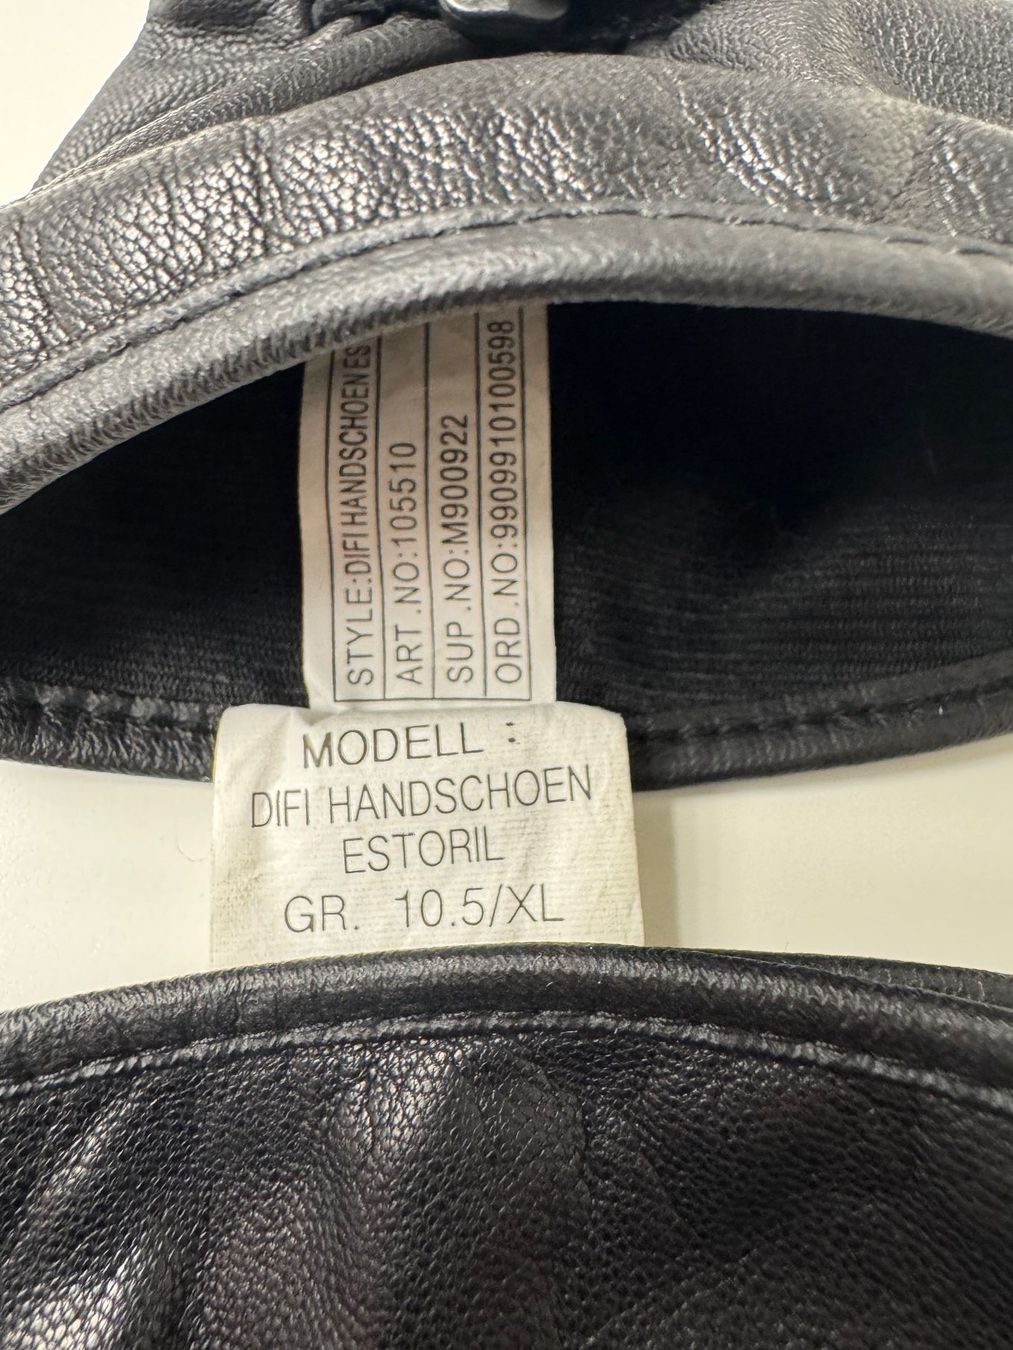 STYLE:DIFI HANDSCHOEN ES
ART.NO:105510
SUP.NO:M900922
ORD.NO:9909910100598
MODELL :
DIFI HANDSCHOEN
ESTORIL
GR. 10.5/XL